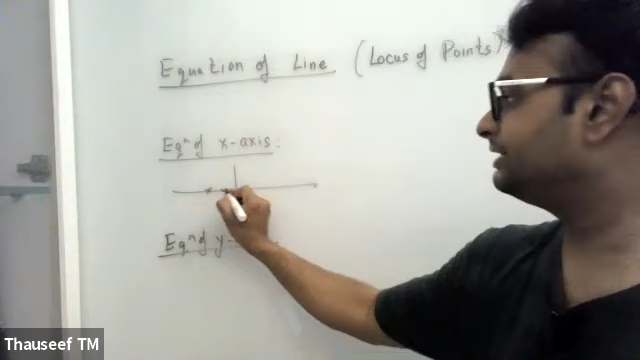 Equation of Line (Locus of Points)
Eqⁿ of x-axis:
Eqⁿ of y-
Thauseef TM